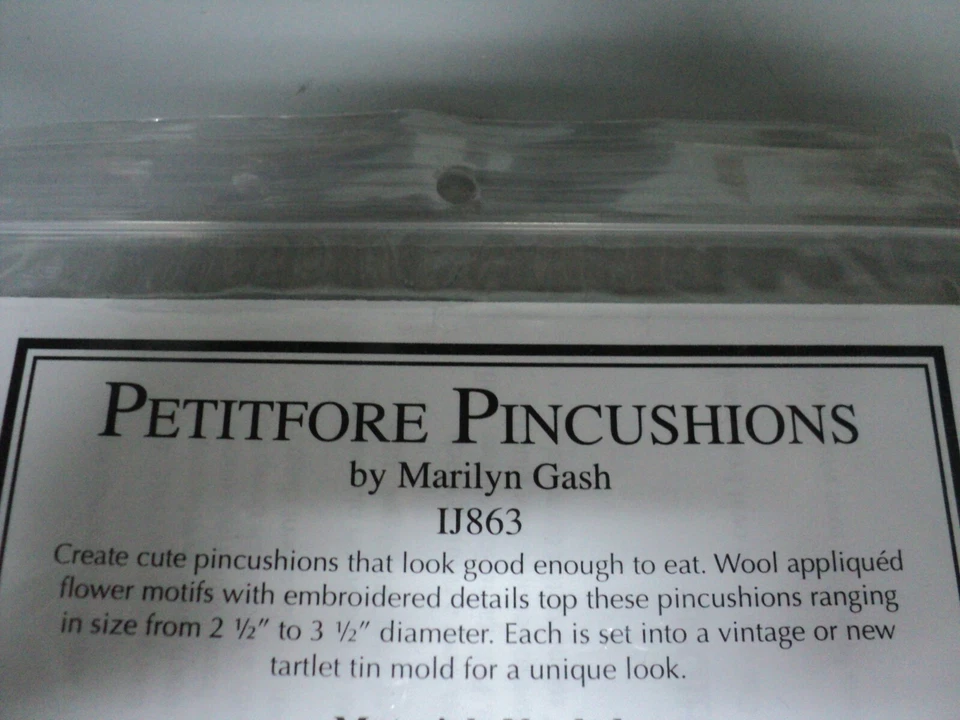 PETITFORE PINCUSHIONS
by Marilyn Gash
IJ863
Create cute pincushions that look good enough to eat. Wool appliquéd
flower motifs with embroidered details top these pincushions ranging
in size from 2 ½″ to 3 ½″ diameter. Each is set into a vintage or new
tartlet tin mold for a unique look.